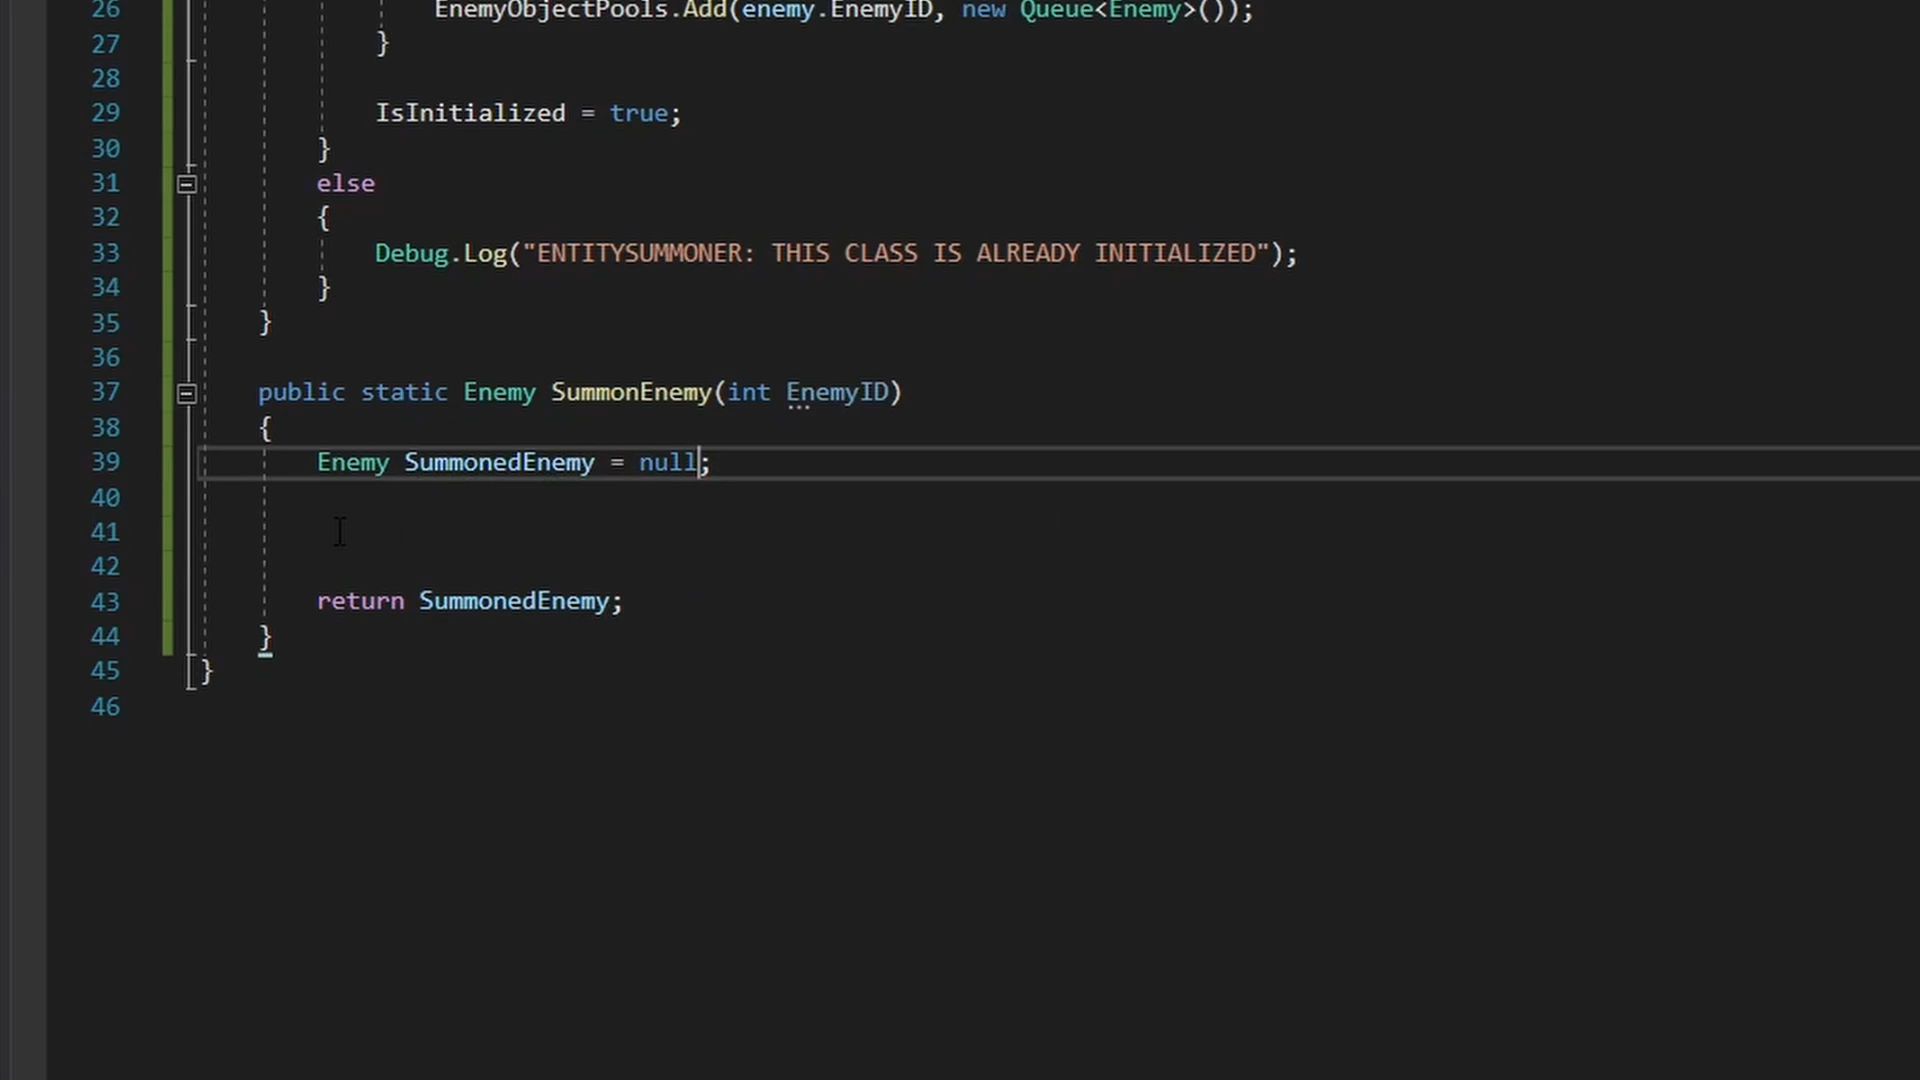 26 EnemyObjectPools.Add(enemy.EnemyID, new Queue<Enemy>());
27 }
28
29 IsInitialized = true;
30 }
31 else
32 {
33 Debug.Log("ENTITYSUMMONER: THIS CLASS IS ALREADY INITIALIZED");
34 }
35 }
36
37 public static Enemy SummonEnemy(int EnemyID)
38 {
39 Enemy SummonedEnemy = null;
40
41
42
43 return SummonedEnemy;
44 }
45 }
46